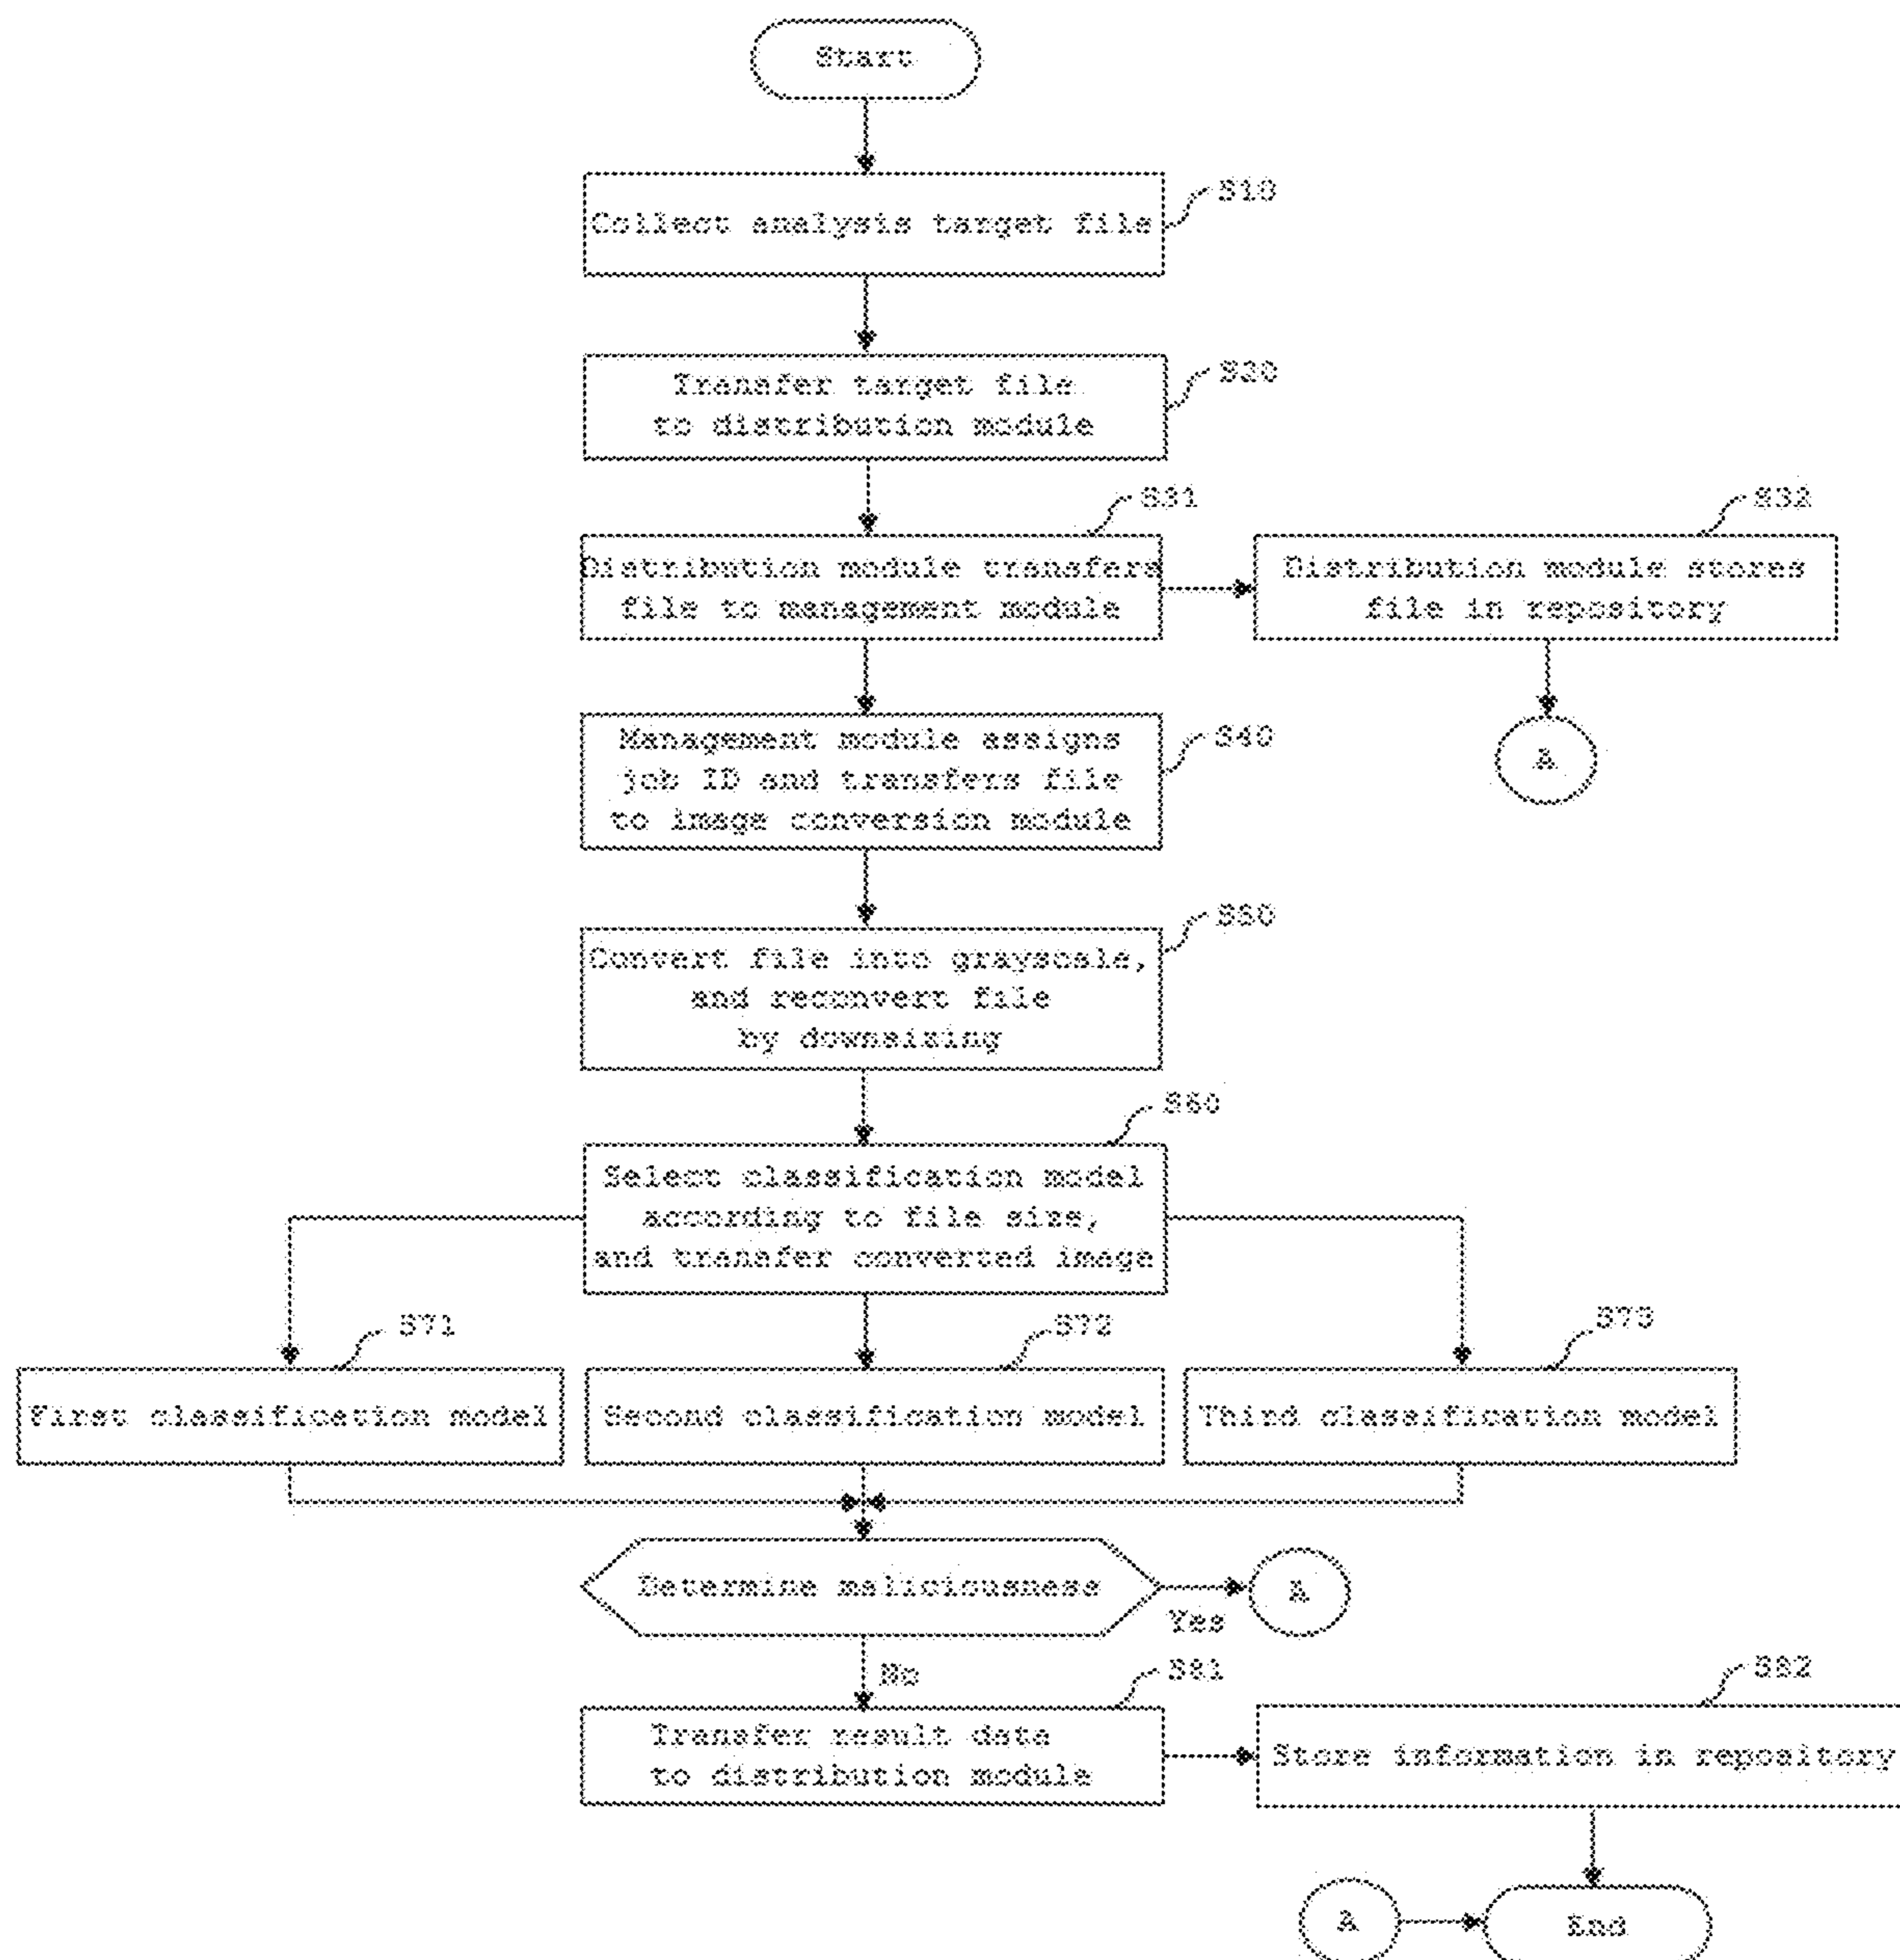 Start
Collect analysis target file
S10
Transfer target file
to distribution module
S20
Distribution module transfers
file to management module
S31
Distribution module stores
file in repository
S32
A
Management module assigns
job ID and transfers file
to image conversion module
S40
Convert file into grayscale,
and reconvert file
by downsizing
S50
Select classification model
according to file size,
and transfer converted image
S60
First classification model
S71
Second classification model
S72
Third classification model
S73
Determine maliciousness
Yes
A
No
Transfer result data
to distribution module
S81
Store information in repository
S82
A
End